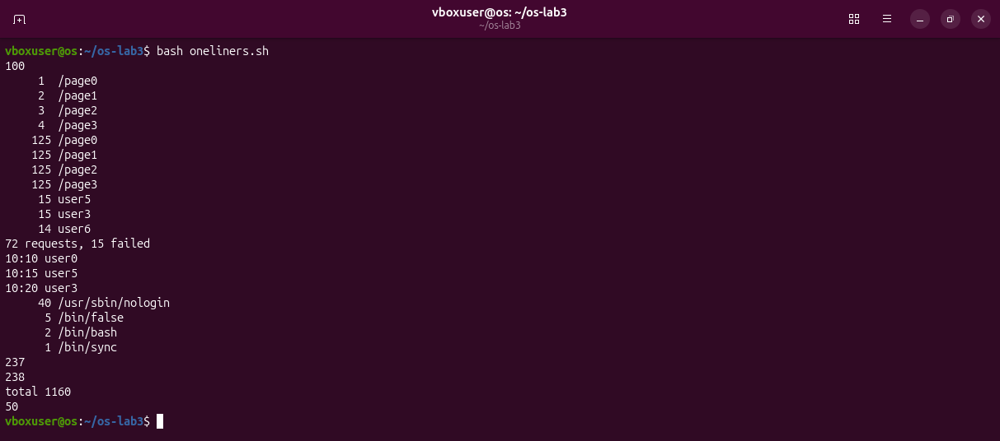 vboxuser@os: ~/os-lab3
~/os-lab3
vboxuser@os:~/os-lab3$ bash oneliners.sh
100
     1  /page0
     2  /page1
     3  /page2
     4  /page3
    125 /page0
    125 /page1
    125 /page2
    125 /page3
     15 user5
     15 user3
     14 user6
72 requests, 15 failed
10:10 user0
10:15 user5
10:20 user3
     40 /usr/sbin/nologin
      5 /bin/false
      2 /bin/bash
      1 /bin/sync
237
238
total 1160
50
vboxuser@os:~/os-lab3$